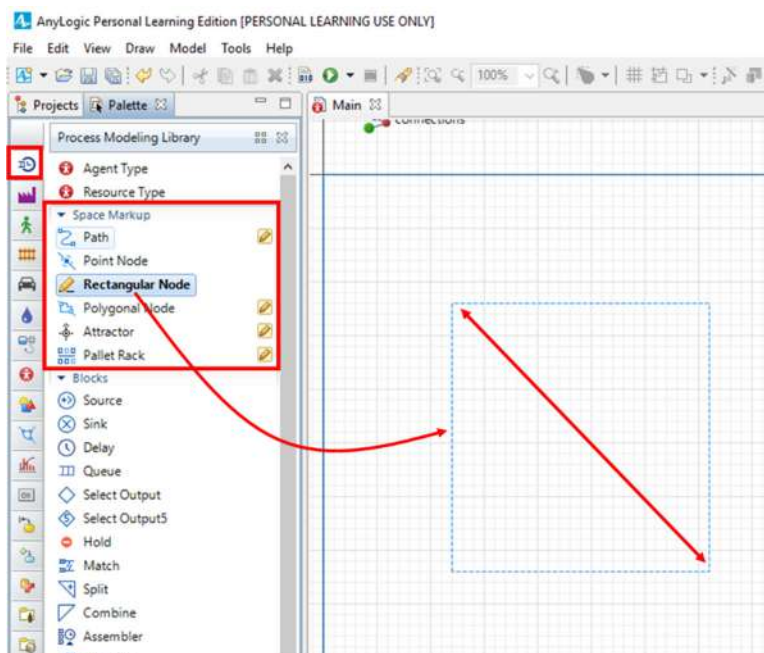 AnyLogic Personal Learning Edition [PERSONAL LEARNING USE ONLY]
File Edit View Draw Model Tools Help
100%
Projects Palette Main
connections
Process Modeling Library
Agent Type
Resource Type
Space Markup
Path
Point Node
Rectangular Node
Polygonal Node
Attractor
Pallet Rack
Blocks
Source
Sink
Delay
Queue
Select Output
Select Output5
Hold
Match
Split
Combine
Assembler